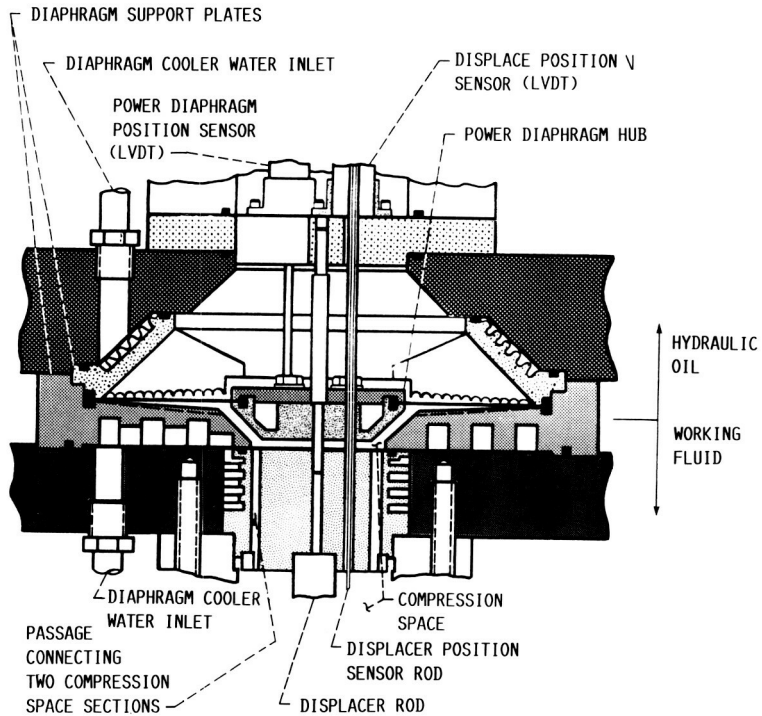 DIAPHRAGM SUPPORT PLATES
DIAPHRAGM COOLER WATER INLET
POWER DIAPHRAGM
POSITION SENSOR
(LVDT)
DISPLACE POSITION
SENSOR (LVDT)
POWER DIAPHRAGM HUB
HYDRAULIC
OIL
WORKING
FLUID
DIAPHRAGM COOLER
WATER INLET
PASSAGE
CONNECTING
TWO COMPRESSION
SPACE SECTIONS
DISPLACER ROD
COMPRESSION
SPACE
DISPLACER POSITION
SENSOR ROD